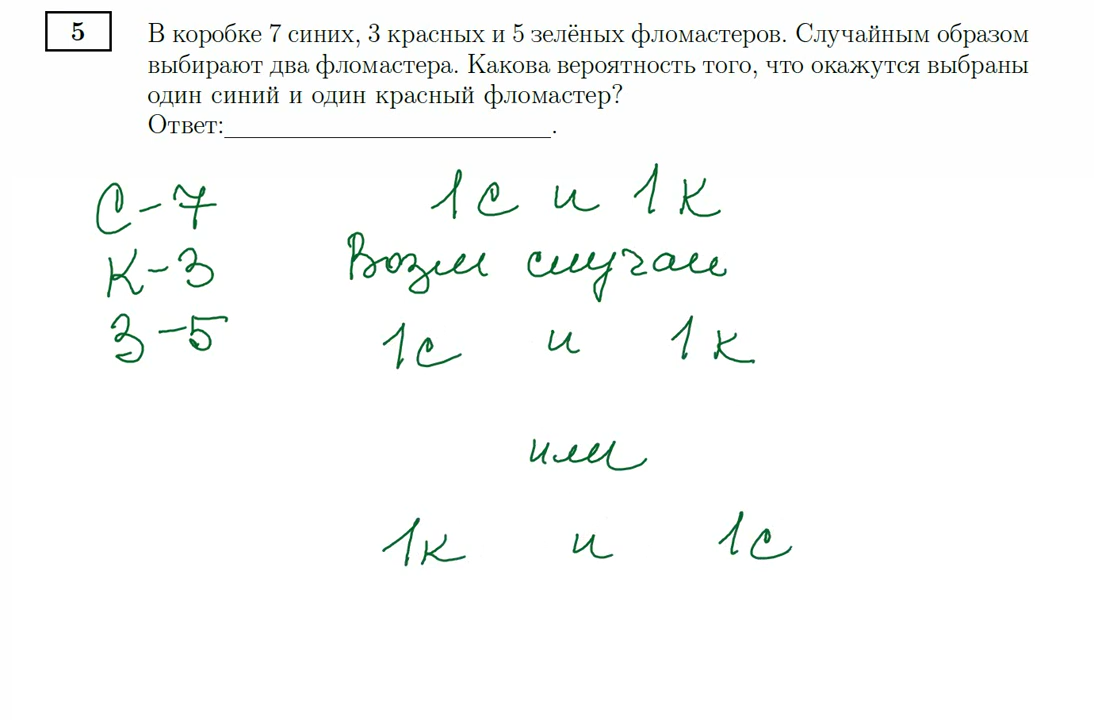 5
В коробке 7 синих, 3 красных и 5 зелёных фломастеров. Случайным образом
выбирают два фломастера. Какова вероятность того, что окажутся выбраны
один синий и один красный фломастер?
Ответ:__________________________.
С-7 1с и 1к
К-3 Возм случаи
З-5 1с и 1к
или
1к и 1с